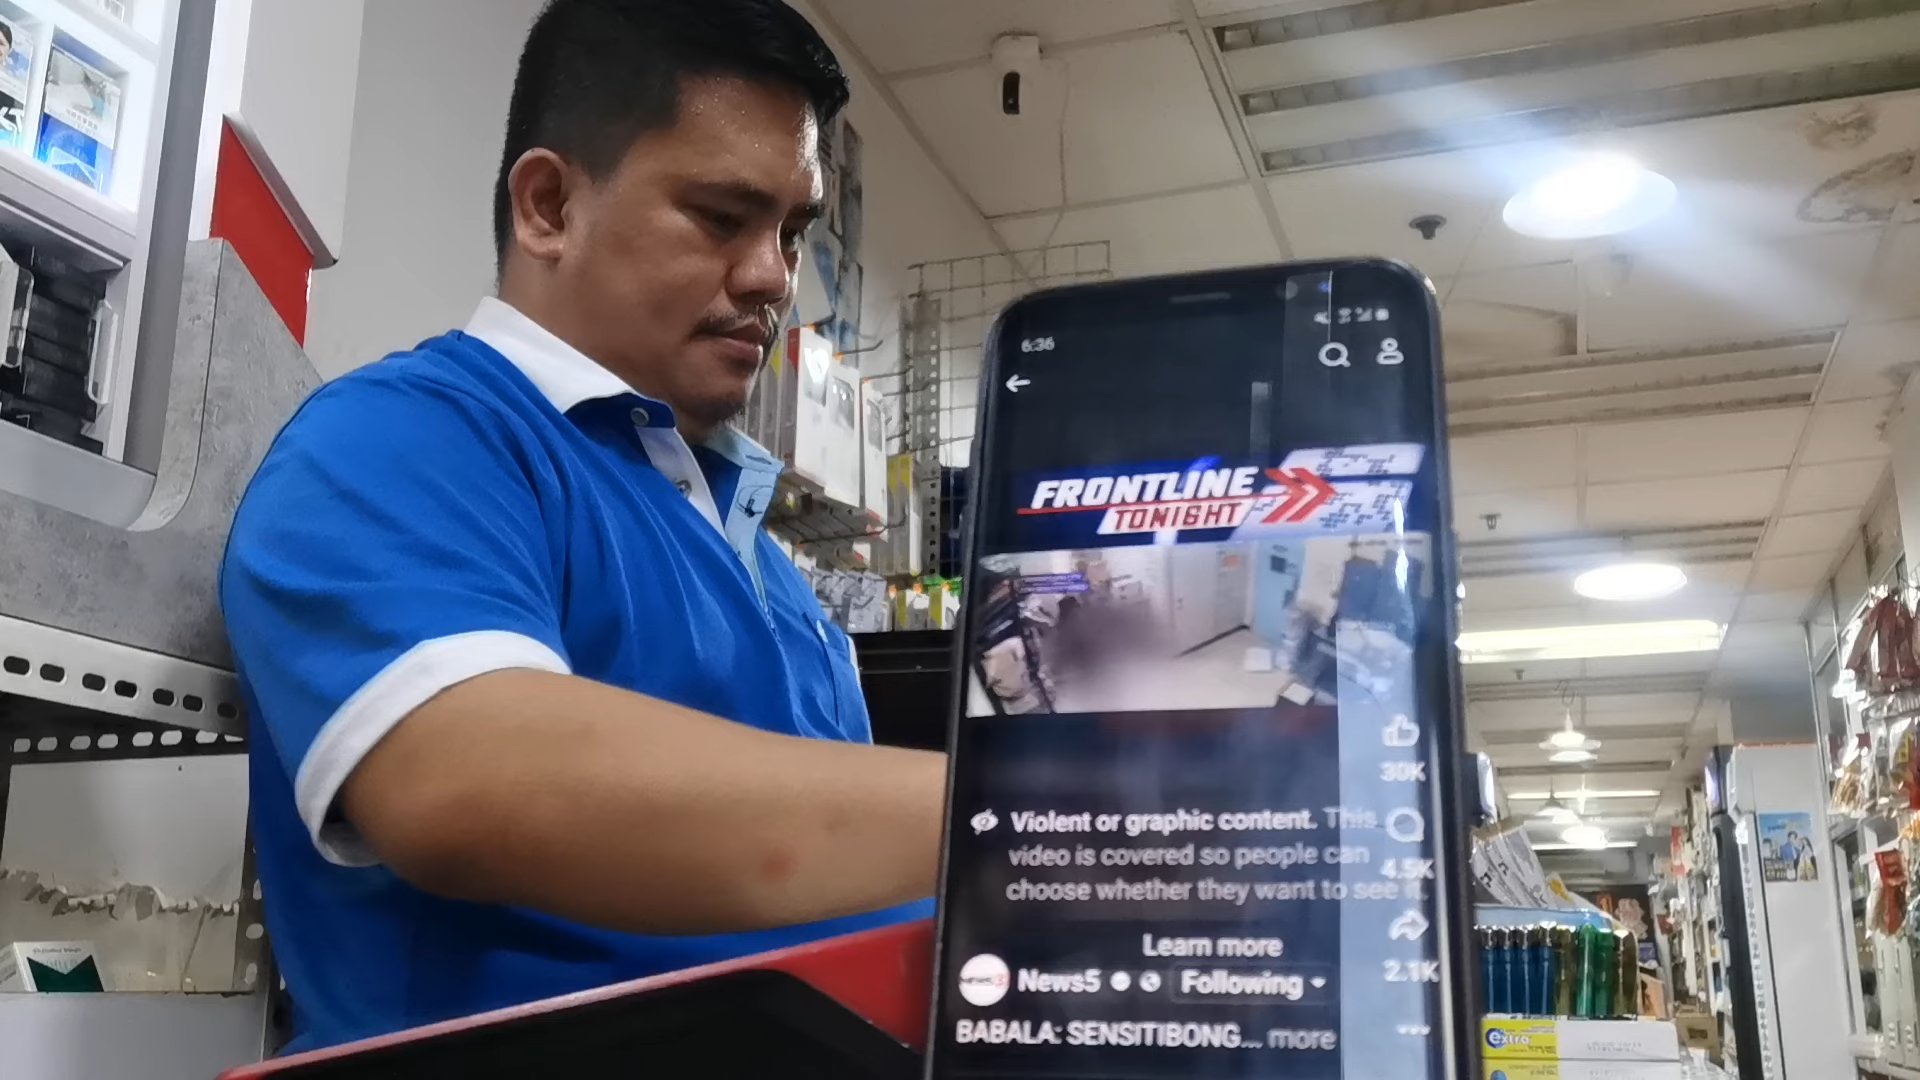 6:36
FRONTLINE
TONIGHT
30K
Violent or graphic content. This
video is covered so people can
choose whether they want to see it.
4.5K
Learn more
2.1K
News5
Following
BABALA: SENSITIBONG... more
extra